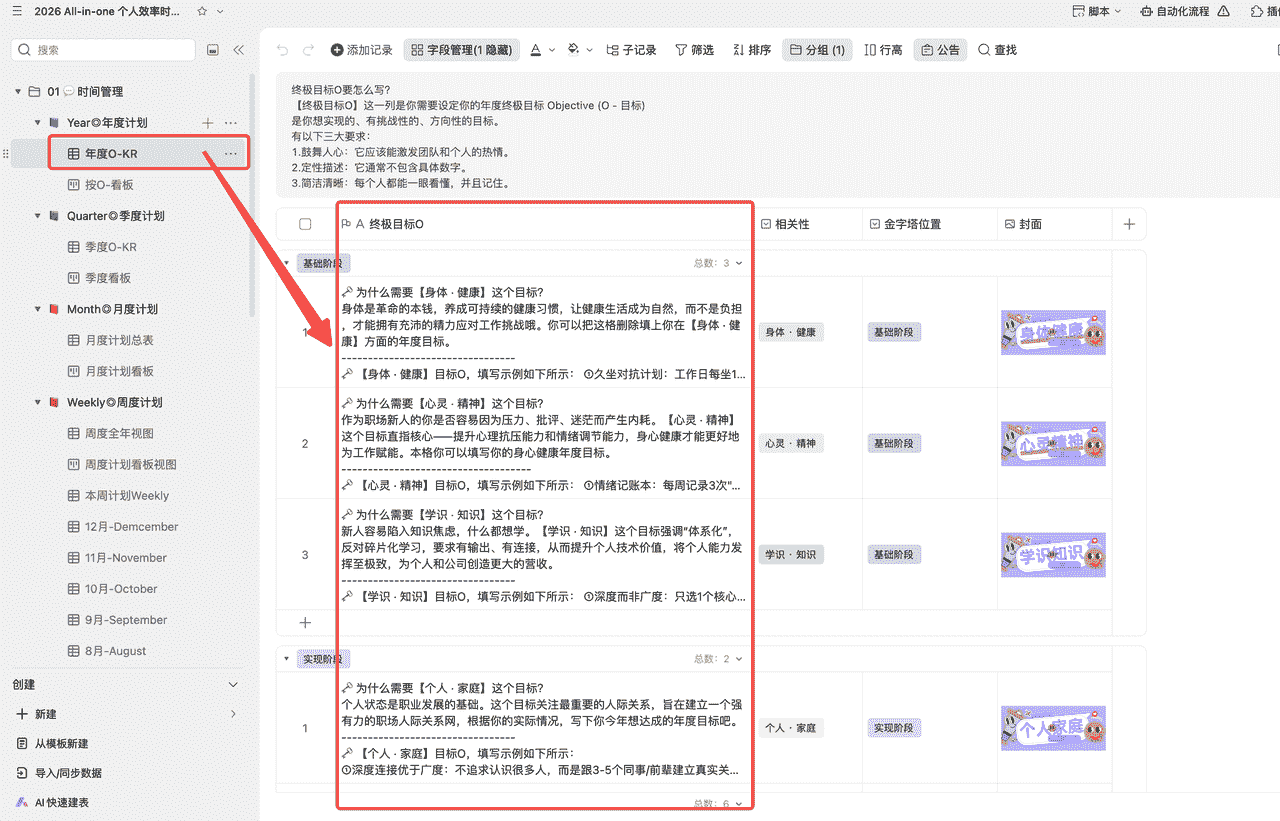 2026 All-in-one 个人效率时...
脚本
自动化流程
搜索
添加记录
字段管理(1 隐藏)
A
子记录
筛选
排序
分组 (1)
行高
公告
查找
01 时间管理
Year◎年度计划
年度O-KR
按O-看板
Quarter◎季度计划
季度O-KR
季度看板
Month◎月度计划
月度计划总表
月度计划看板
Weekly◎周度计划
周度全年视图
周度计划看板视图
本周计划Weekly
12月-Demcember
11月-November
10月-October
9月-September
8月-August
创建
新建
从模板新建
导入/同步数据
AI 快速建表
终极目标O要怎么写?
【终极目标O】这一列是你需要设定你的年度终极目标 Objective (O - 目标)
是你想实现的、有挑战性的、方向性的目标。
有以下三大要求：
1.鼓舞人心：它应该能激发团队和个人的热情。
2.定性描述：它通常不包含具体数字。
3.简洁清晰：每个人都能一眼看懂，并且记住。
A 终极目标O
相关性
金字塔位置
封面
基础阶段
总数：3
1
为什么需要【身体 · 健康】这个目标?
身体是革命的本钱，养成可持续的健康习惯，让健康生活成为自然，而不是负担
，才能拥有充沛的精力应对工作挑战哦。你可以把这格删除填上你在【身体 · 健
康】方面的年度目标。
--------------------------------
【身体 · 健康】目标O，填写示例如下所示： ①久坐对抗计划：工作日每坐1...
身体 · 健康
基础阶段
身体健康
2
为什么需要【心灵 · 精神】这个目标?
作为职场新人的你是否容易因为压力、批评、迷茫而产生内耗。【心灵 · 精神】
这个目标直指核心——提升心理抗压能力和情绪调节能力，身心健康才能更好地
为工作赋能。本格你可以填写你的身心健康年度目标。
-----------------------------------
【心灵 · 精神】目标O，填写示例如下所示： ①情绪记账本：每周记录3次"...
心灵 · 精神
基础阶段
心灵精神
3
为什么需要【学识 · 知识】这个目标?
新人容易陷入知识焦虑，什么都想学。【学识 · 知识】这个目标强调“体系化”，
反对碎片化学习，要求有输出、有连接，从而提升个人技术价值，将个人能力发
挥至极致，为个人和公司创造更大的营收。
--------------------------------
【学识 · 知识】目标O，填写示例如下所示： ①深度而非广度：只选1个核心...
学识 · 知识
基础阶段
学识知识
实现阶段
总数：2
1
为什么需要【个人 · 家庭】这个目标?
个人状态是职业发展的基础。这个目标关注最重要的人际关系，旨在建立一个强
有力的职场人际关系网，根据你的实际情况，写下你今年想达成的年度目标吧。
--------------------------------
【个人 · 家庭】目标O，填写示例如下所示：
①深度连接优于广度：不追求认识很多人，而是跟3-5个同事/前辈建立真实关...
个人 · 家庭
实现阶段
个人家庭
总数：6